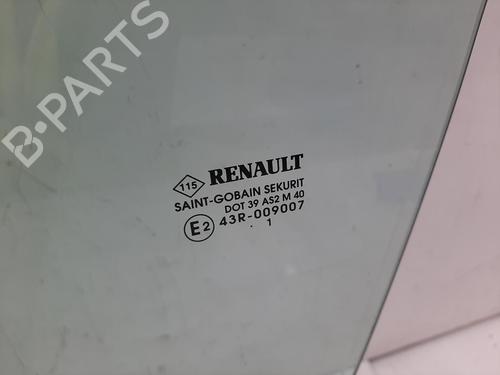 B-PARTS
115 RENAULT
SAINT-GOBAIN SEKURIT
DOT 39 AS2 M 40
E2 43R-009007
. 1